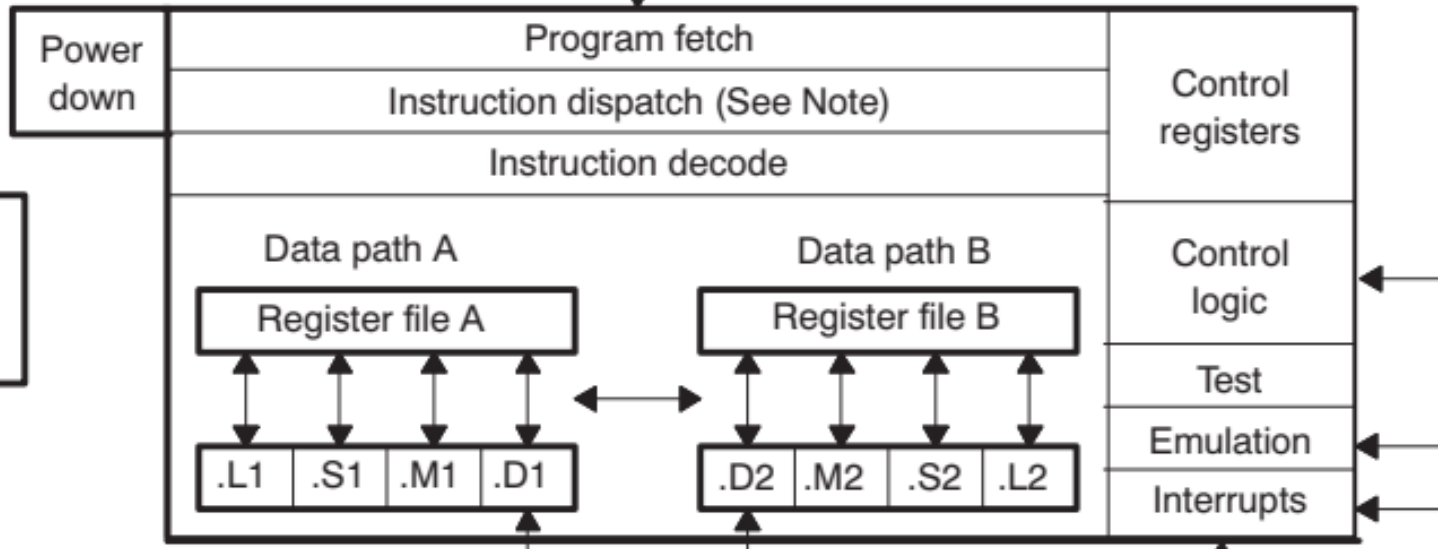 Power
down
Program fetch
Instruction dispatch (See Note)
Instruction decode
Control
registers
Data path A
Data path B
Register file A
Register file B
Control
logic
Test
Emulation
Interrupts
.L1 .S1 .M1 .D1
.D2 .M2 .S2 .L2